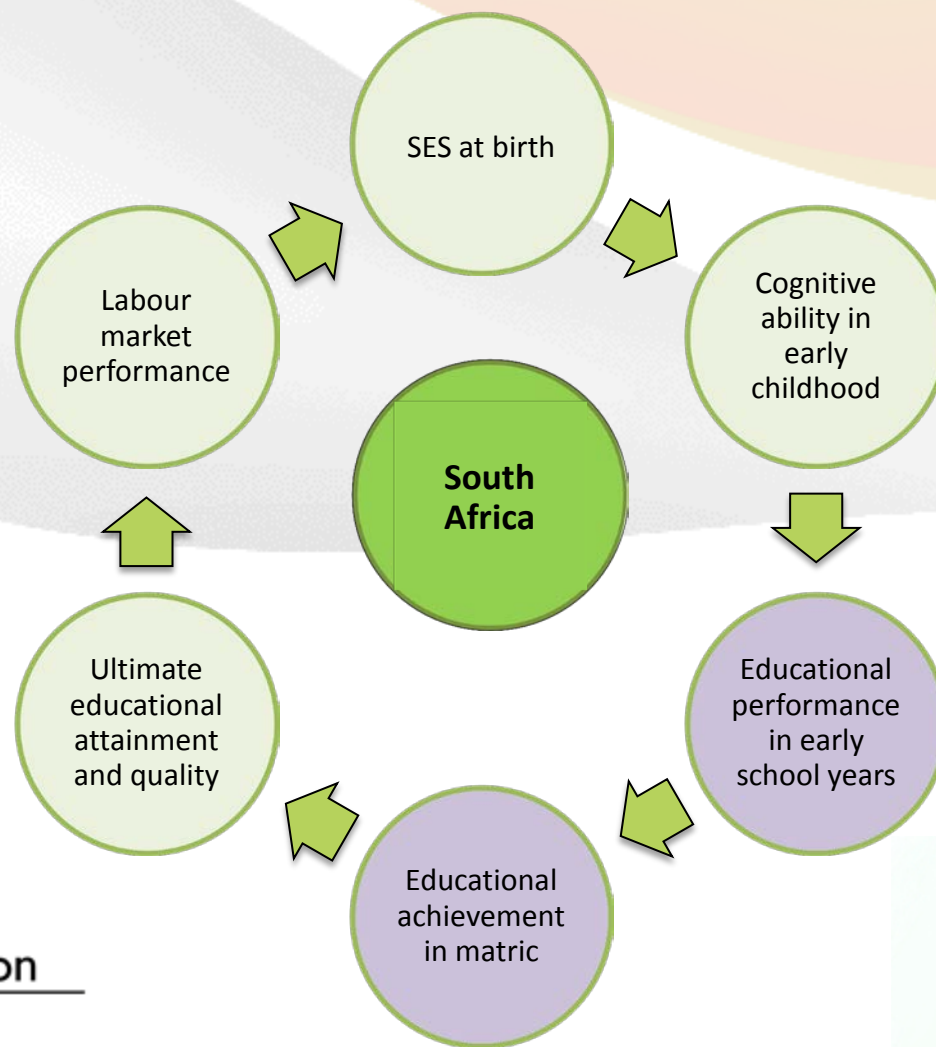 SES at birth
Cognitive
ability in
early
childhood
Educational
performance
in early
school years
Educational
achievement
in matric
Ultimate
educational
attainment
and quality
Labour
market
performance
South
Africa